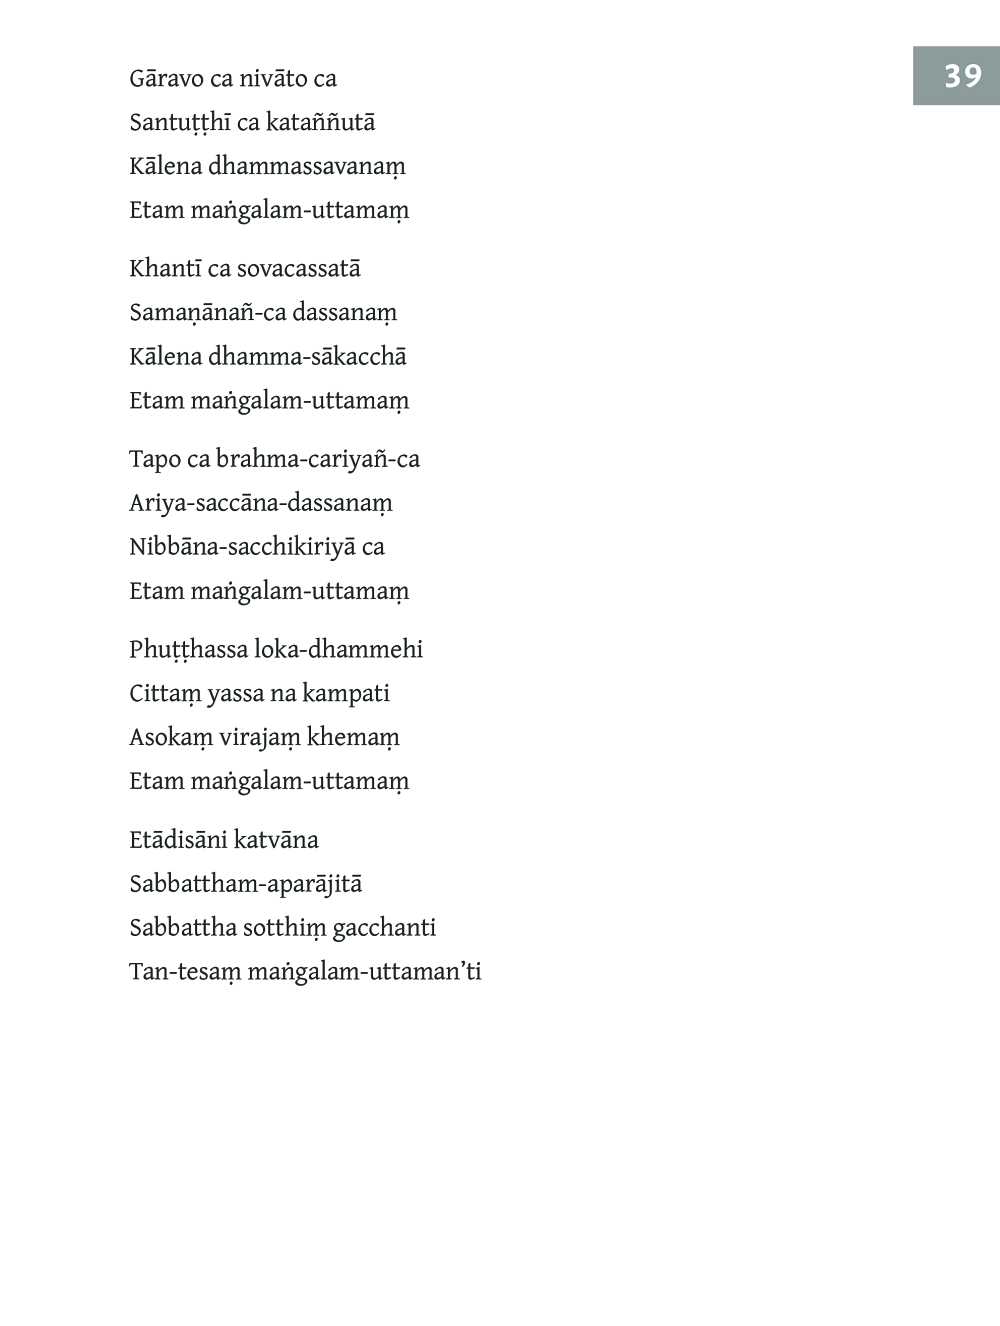 39
Gāravo ca nivāto ca
Santuṭṭhī ca kataññutā
Kālena dhammassavanaṃ
Etam maṅgalam-uttamaṃ
Khantī ca sovacassatā
Samaṇānañ-ca dassanaṃ
Kālena dhamma-sākacchā
Etam maṅgalam-uttamaṃ
Tapo ca brahma-cariyañ-ca
Ariya-saccāna-dassanaṃ
Nibbāna-sacchikiriyā ca
Etam maṅgalam-uttamaṃ
Phuṭṭhassa loka-dhammehi
Cittaṃ yassa na kampati
Asokaṃ virajaṃ khemaṃ
Etam maṅgalam-uttamaṃ
Etādisāni katvāna
Sabbattham-aparājitā
Sabbattha sotthiṃ gacchanti
Tan-tesaṃ maṅgalam-uttaman’ti